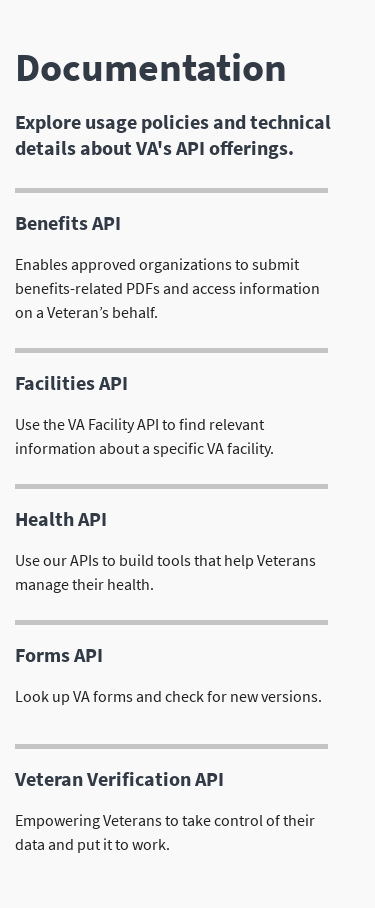 Documentation
Explore usage policies and technical
details about VA's API offerings.
Benefits API
Enables approved organizations to submit
benefits-related PDFs and access information
on a Veteran’s behalf.
Facilities API
Use the VA Facility API to find relevant
information about a specific VA facility.
Health API
Use our APIs to build tools that help Veterans
manage their health.
Forms API
Look up VA forms and check for new versions.
Veteran Verification API
Empowering Veterans to take control of their
data and put it to work.